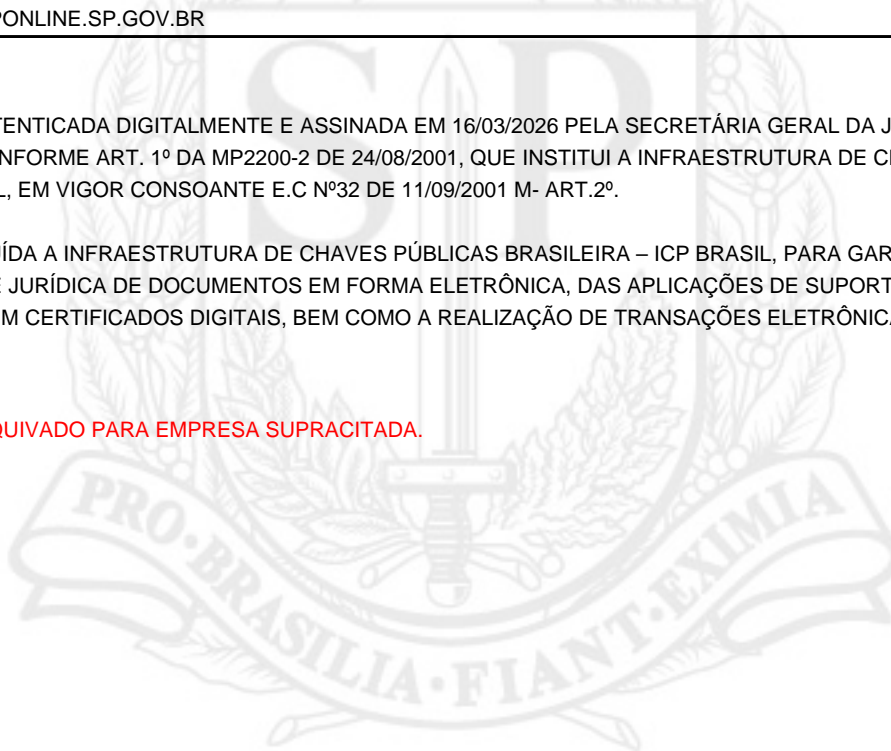 PONLINE.SP.GOV.BR
TENTICADA DIGITALMENTE E ASSINADA EM 16/03/2026 PELA SECRETÁRIA GERAL DA J
NFORME ART. 1º DA MP2200-2 DE 24/08/2001, QUE INSTITUI A INFRAESTRUTURA DE C
L, EM VIGOR CONSOANTE E.C Nº32 DE 11/09/2001 M- ART.2º.
ÍDA A INFRAESTRUTURA DE CHAVES PÚBLICAS BRASILEIRA – ICP BRASIL, PARA GAR
E JURÍDICA DE DOCUMENTOS EM FORMA ELETRÔNICA, DAS APLICAÇÕES DE SUPORT
M CERTIFICADOS DIGITAIS, BEM COMO A REALIZAÇÃO DE TRANSAÇÕES ELETRÔNICA
QUIVADO PARA EMPRESA SUPRACITADA.
SP
PRO·BRASILIA·FIANT·EXIMIA